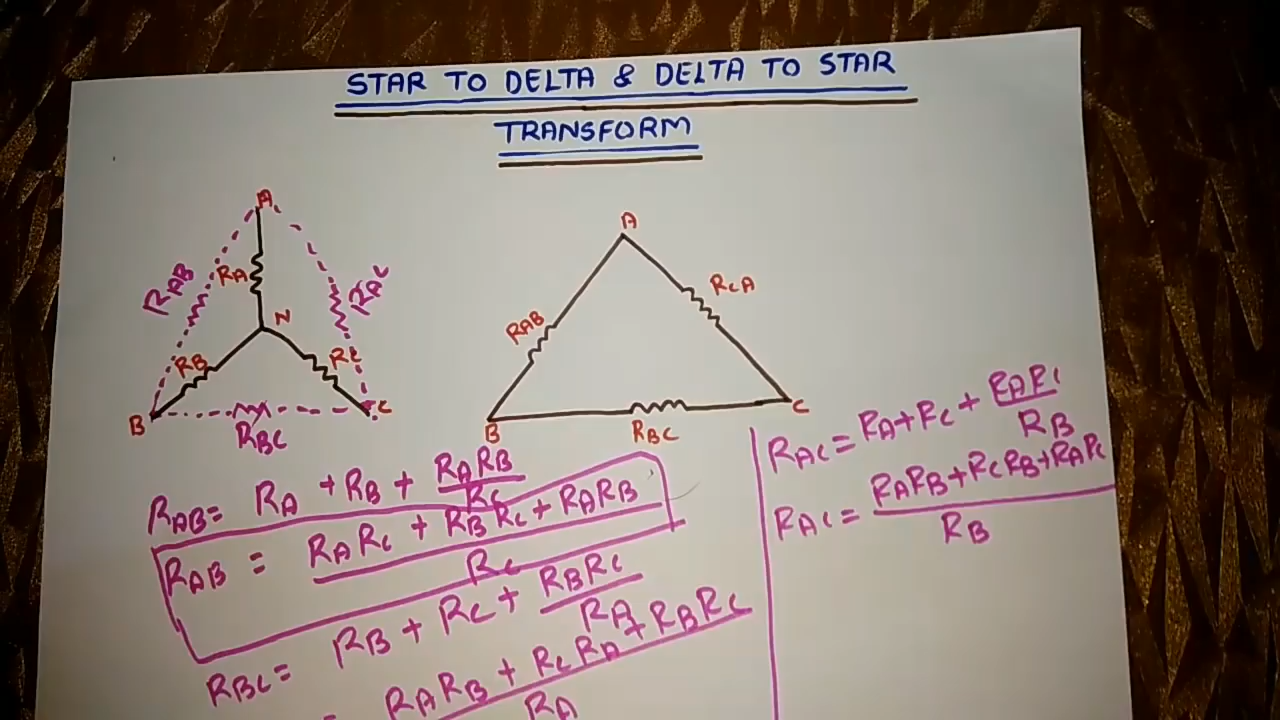 STAR TO DELTA & DELTA TO STAR
TRANSFORM
A
RAB
RA
RAC
N
RB
RC
B
C
RBC
A
RAB
RCA
B
C
RBC
RAB = RA + RB + RARB/RC
RAB = RARC + RBRC + RARB/RC
RBC = RB + RC + RBRC/RA
= RARB + RCRA + RBRC/RA
RAC = RA + RC + RARC/RB
RAC = RARB + RCRB + RARC/RB